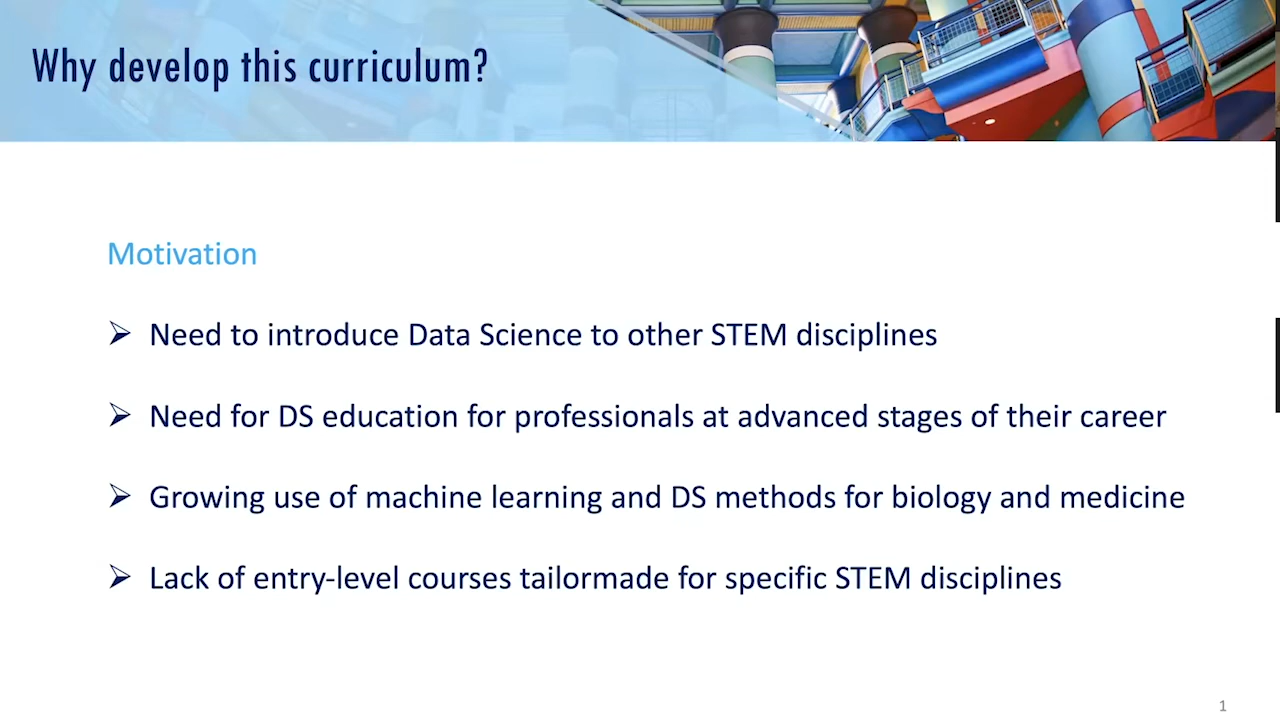 Why develop this curriculum?
Motivation
Need to introduce Data Science to other STEM disciplines
Need for DS education for professionals at advanced stages of their career
Growing use of machine learning and DS methods for biology and medicine
Lack of entry-level courses tailormade for specific STEM disciplines
1